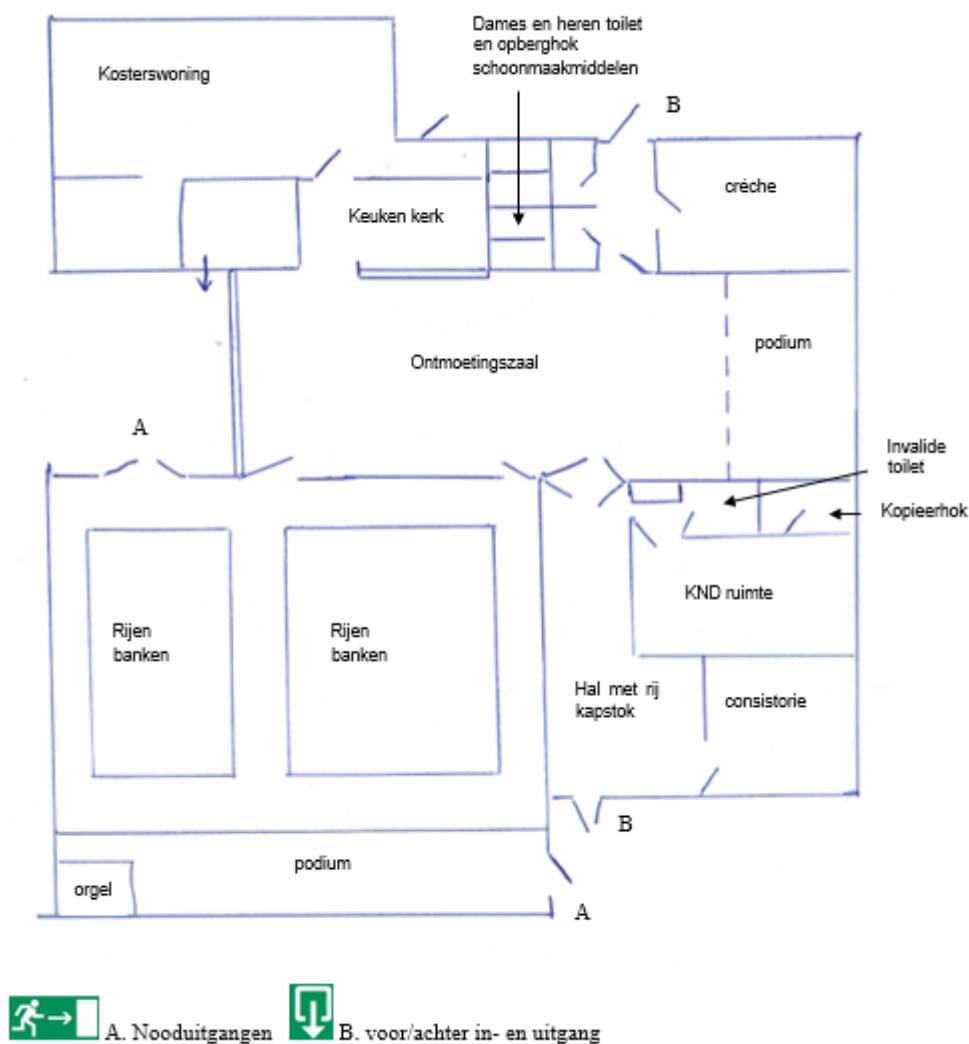 Dames en heren toilet
en opberghok
schoonmaakmiddelen
Kosterswoning
B
créche
Keuken kerk
podium
Ontmoetingszaal
A
Invalide
toilet
Kopieerhok
KND ruimte
Rijen
banken
Rijen
banken
Hal met rij
kapstok
consistorie
B
podium
orgel
A
A. Nooduitgangen
B. voor/achter in- en uitgang